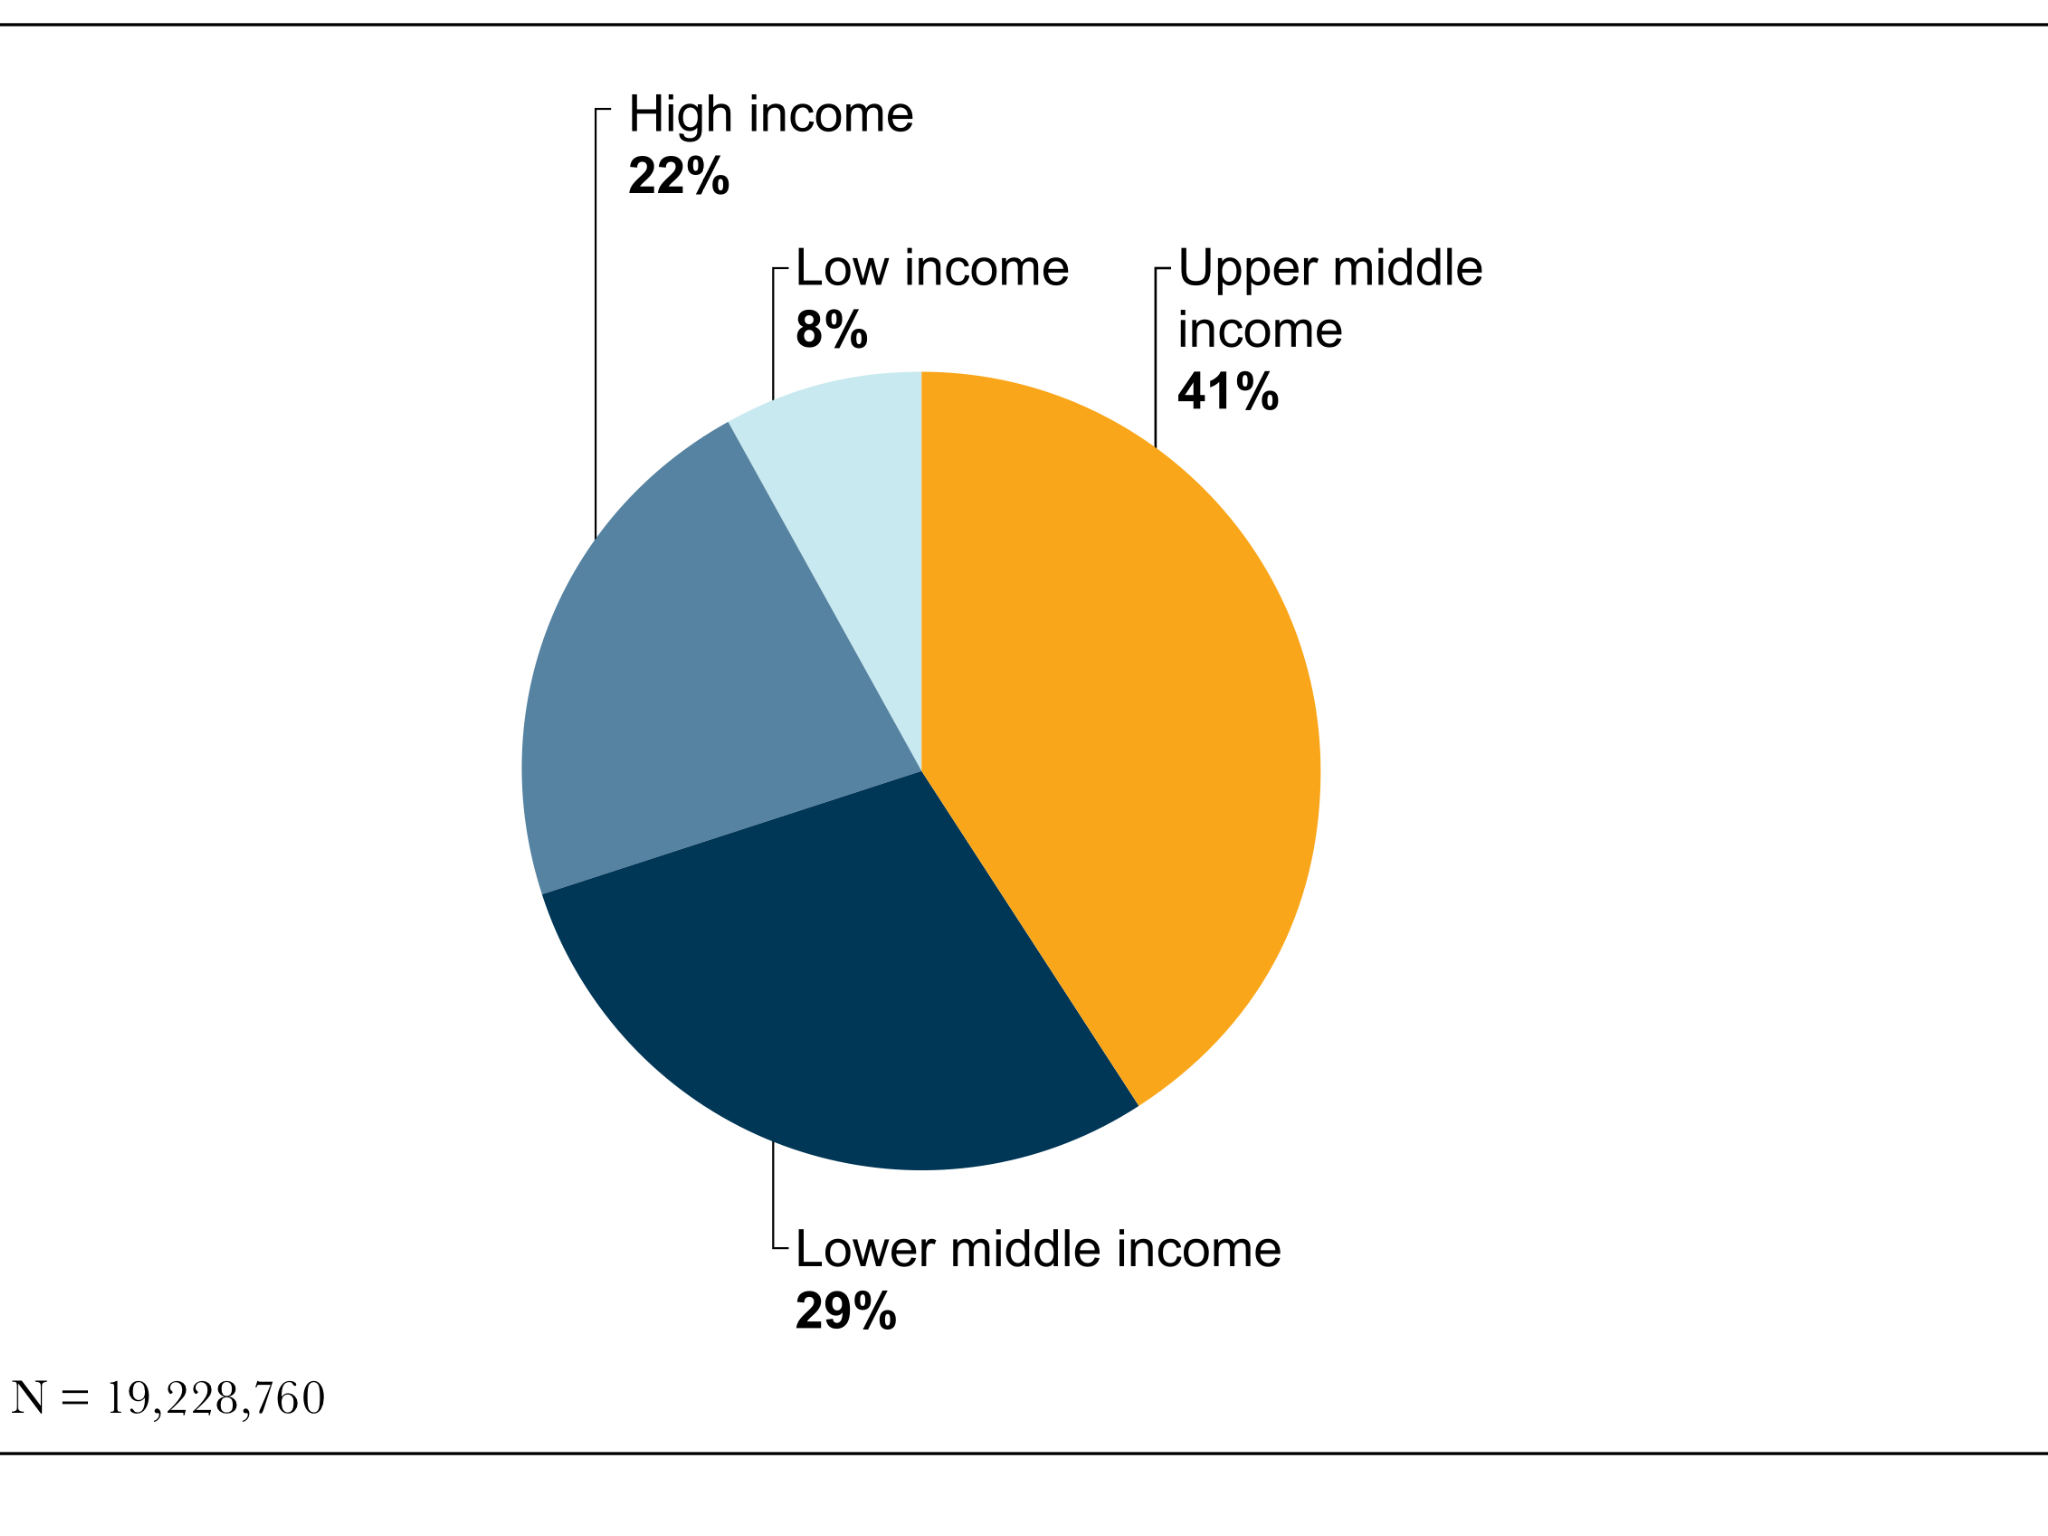 High income
22%
Low income
8%
Upper middle
income
41%
Lower middle income
29%
N = 19,228,760